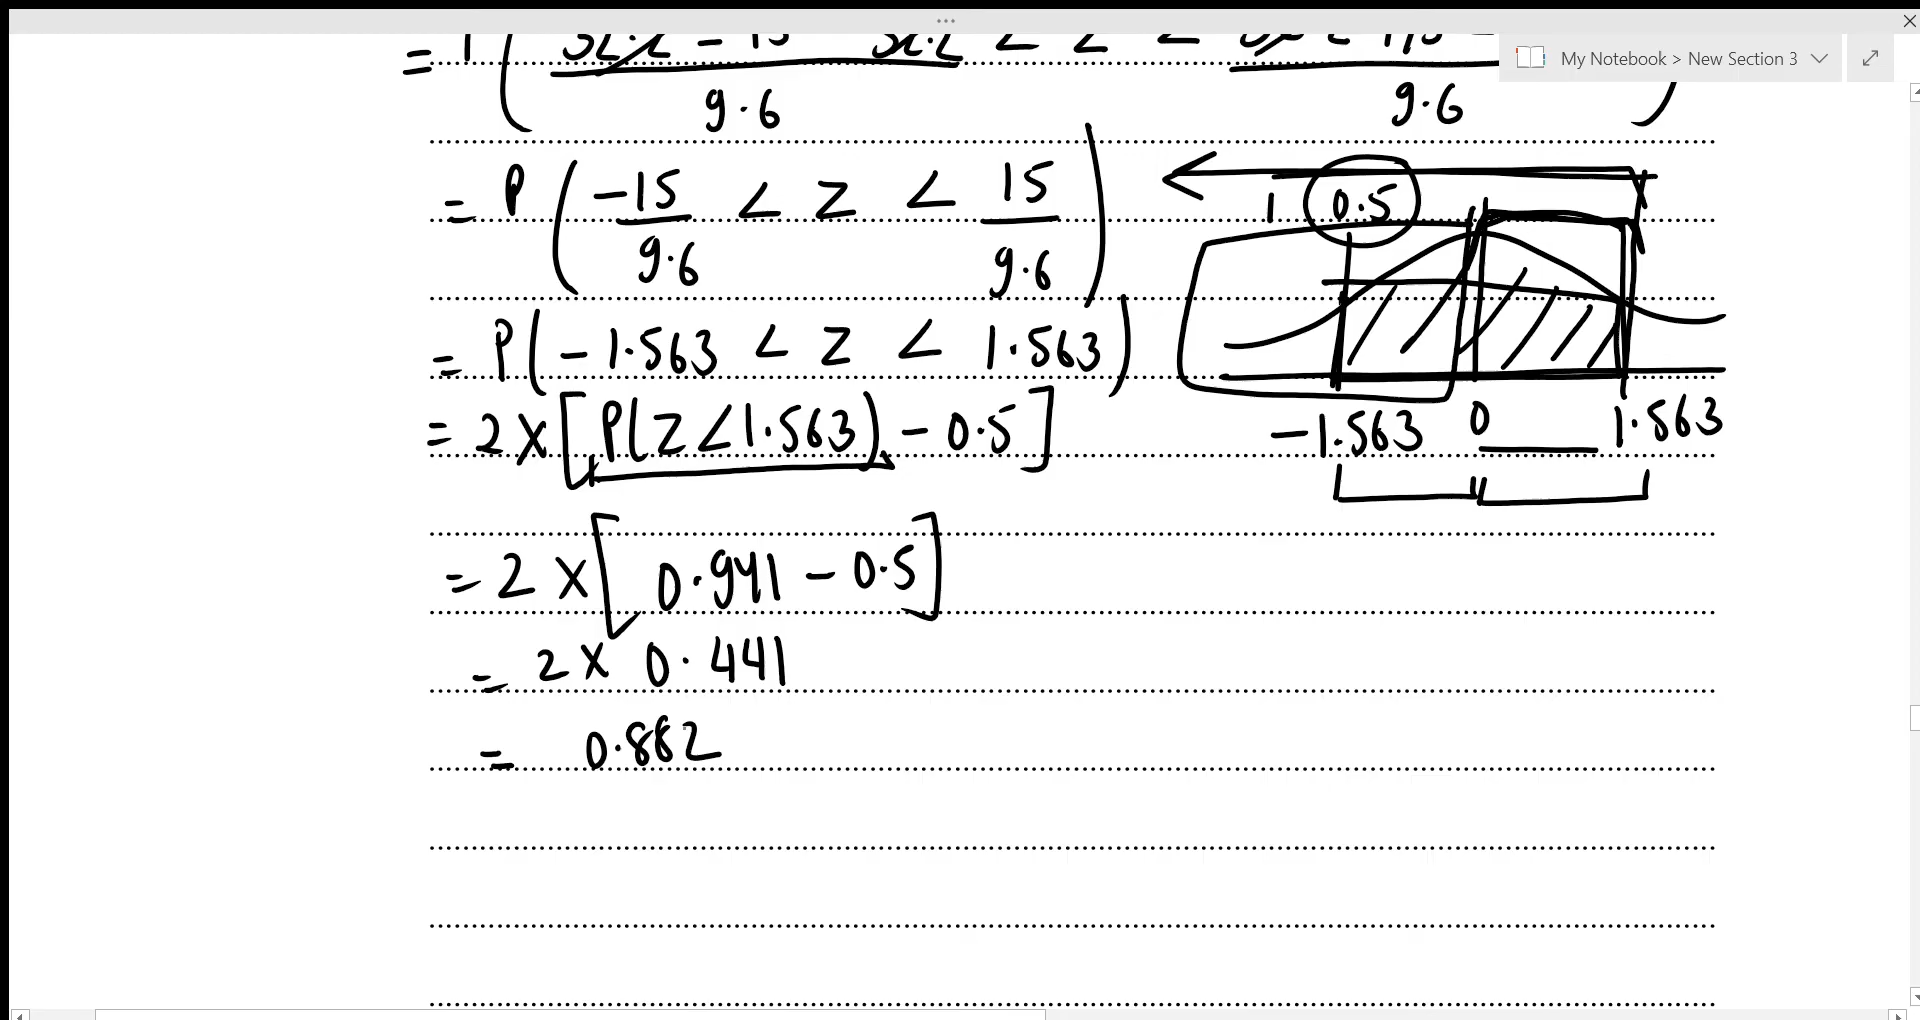 My Notebook > New Section 3
9.6 9.6
= P ( -15/9.6 < Z < 15/9.6 )
1 0.5
= P( -1.563 < Z < 1.563 )
= 2 X [ P(Z < 1.563) - 0.5 ]
-1.563 0 1.563
= 2 X [ 0.941 - 0.5 ]
= 2 X 0.441
= 0.882